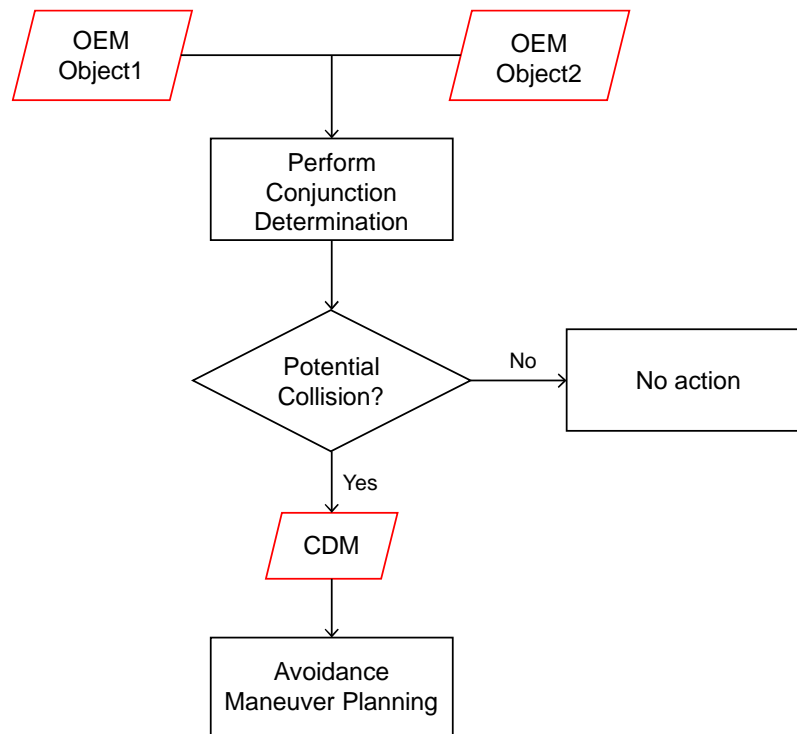 OEM
Object1
OEM
Object2
Perform
Conjunction
Determination
Potential
Collision?
No
No action
Yes
CDM
Avoidance
Maneuver Planning